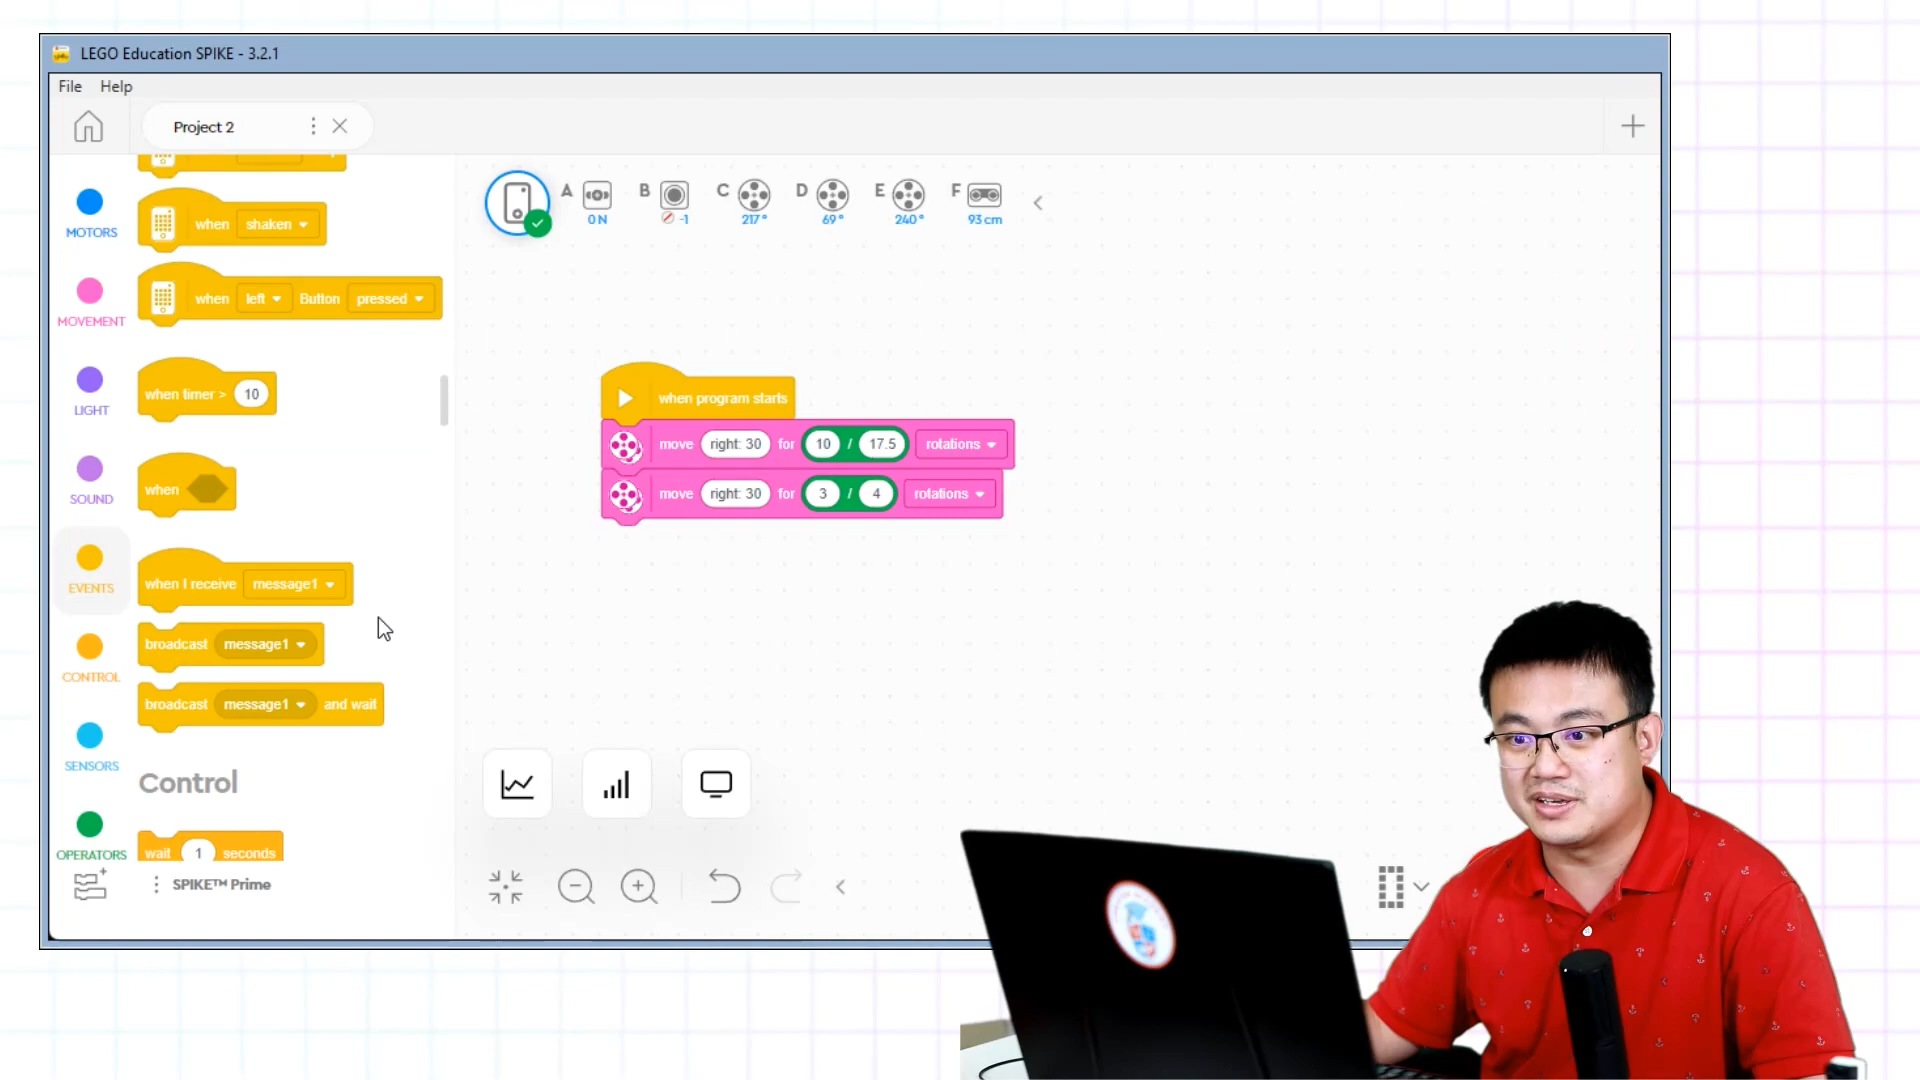 LEGO Education SPIKE - 3.2.1
File Help
Project 2
MOTORS
MOVEMENT
LIGHT
SOUND
EVENTS
CONTROL
SENSORS
OPERATORS
when shaken
when left Button pressed
when timer > 10
when
when I receive message1
broadcast message1
broadcast message1 and wait
Control
wait 1 seconds
SPIKE™ Prime
A 0 N
B -1
C 217°
D 69°
E 240°
F 93 cm
when program starts
move right: 30 for 10 / 17.5 rotations
move right: 30 for 3 / 4 rotations